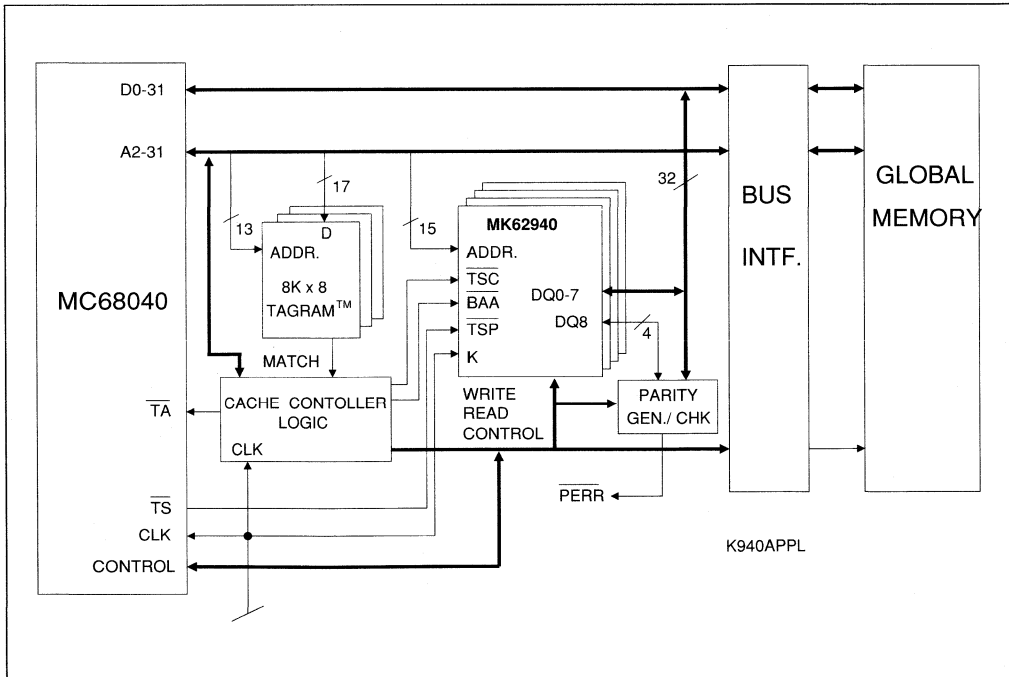 MC68040
D0-31
A2-31
TA
TS
CLK
CONTROL
13
17
15
32
4
D
ADDR.
8K x 8
TAGRAM™
MATCH
CACHE CONTOLLER
LOGIC
CLK
MK62940
ADDR.
TSC
BAA
TSP
K
DQ0-7
DQ8
WRITE
READ
CONTROL
PARITY
GEN./ CHK
PERR
BUS
INTF.
GLOBAL
MEMORY
K940APPL